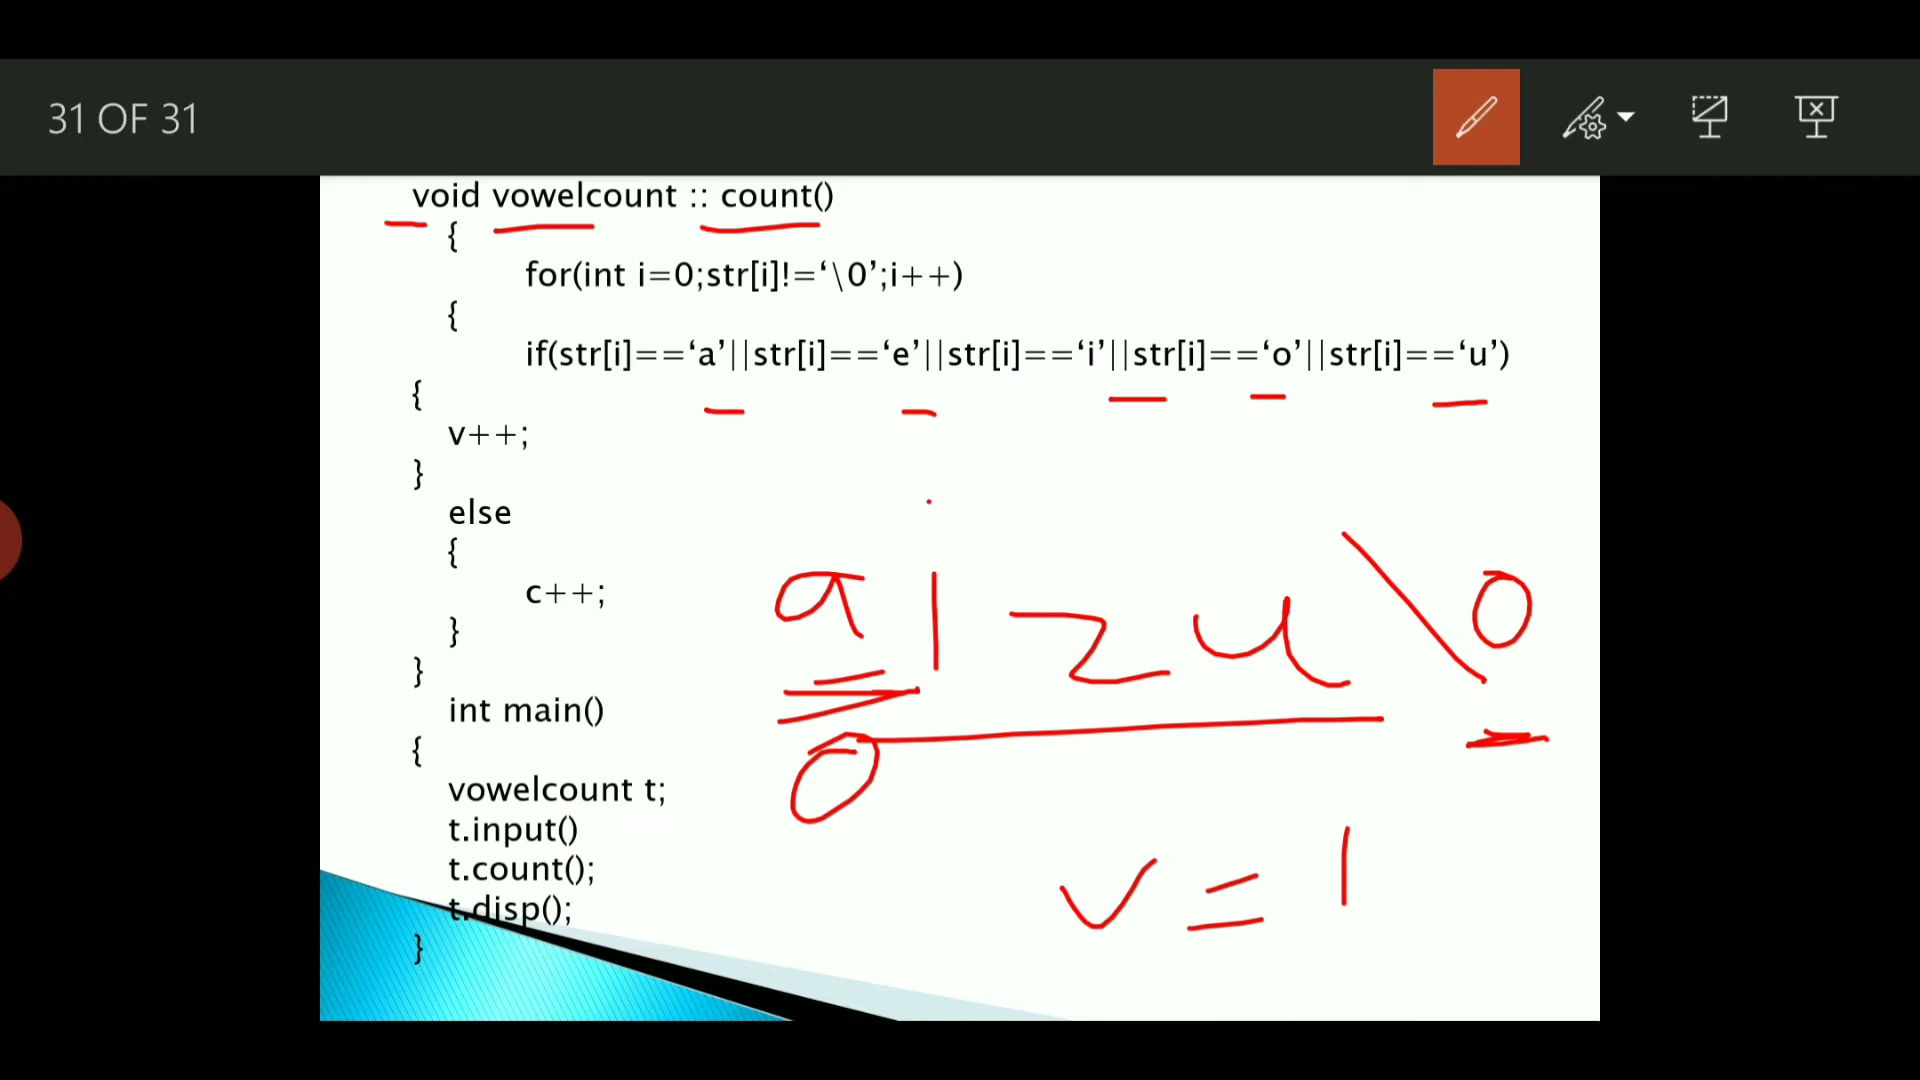 31 OF 31
void vowelcount :: count()
{
for(int i=0;str[i]!=‘\0’;i++)
{
if(str[i]==‘a’||str[i]==‘e’||str[i]==‘i’||str[i]==‘o’||str[i]==‘u’)
{
v++;
}
else
{
c++;
}
}
int main()
{
vowelcount t;
t.input()
t.count();
t.disp();
}
a i z u \0
0
v = 1